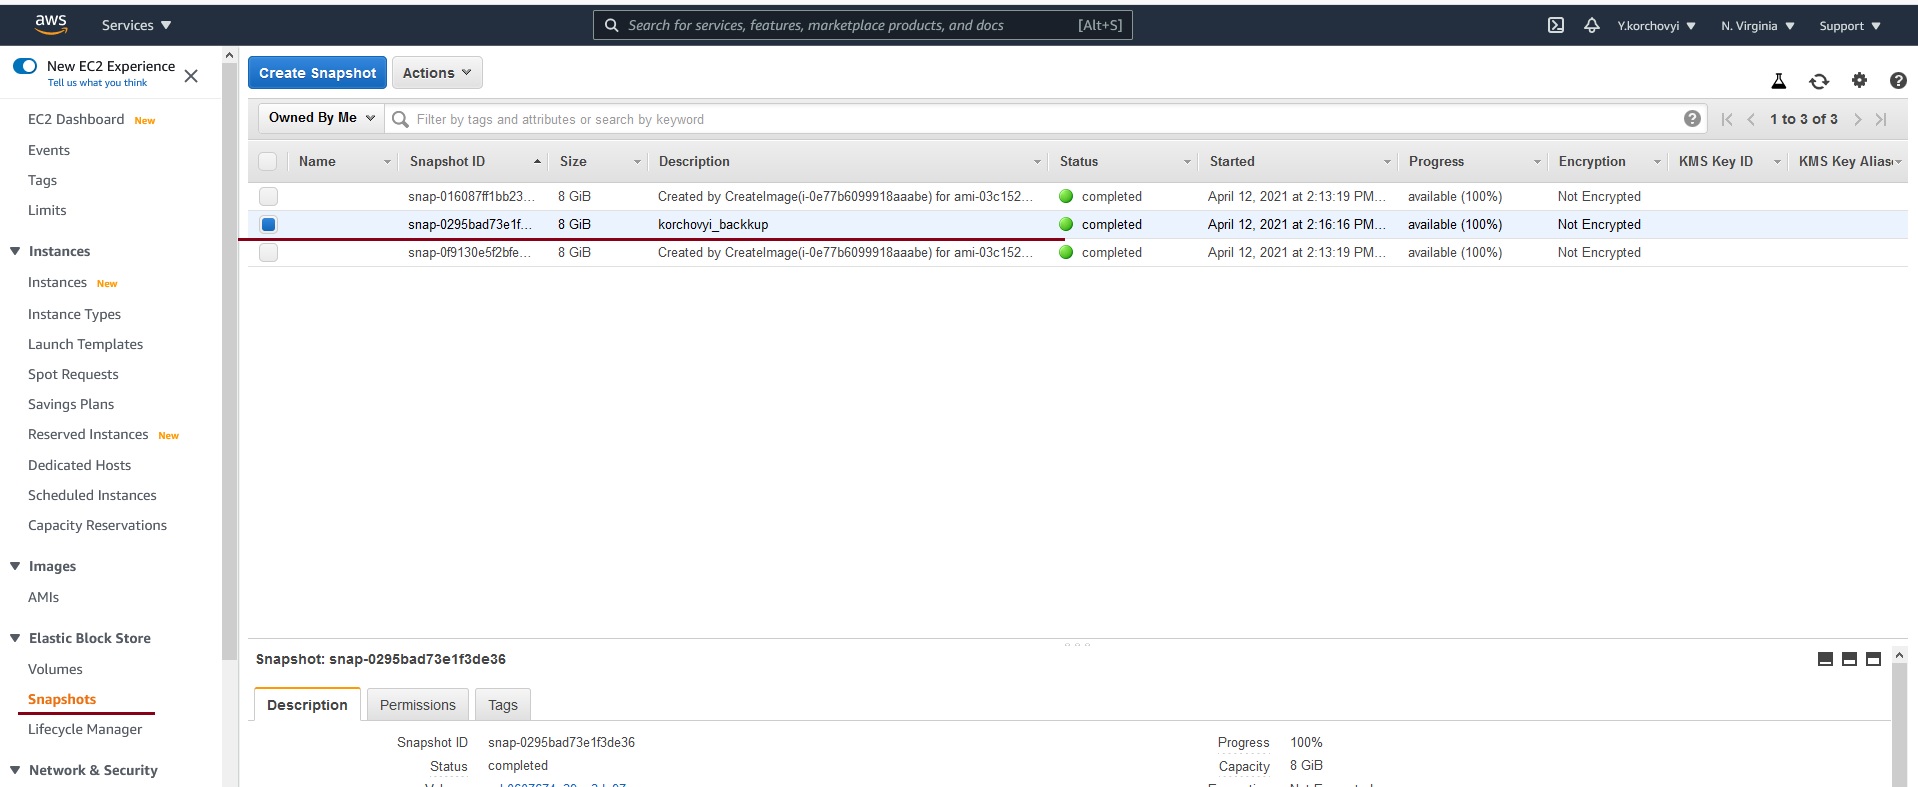 aws Services Search for services, features, marketplace products, and docs [Alt+S] Y.korchovyi N. Virginia Support
New EC2 Experience
Tell us what you think
EC2 Dashboard New
Events
Tags
Limits
Instances
Instances New
Instance Types
Launch Templates
Spot Requests
Savings Plans
Reserved Instances New
Dedicated Hosts
Scheduled Instances
Capacity Reservations
Images
AMIs
Elastic Block Store
Volumes
Snapshots
Lifecycle Manager
Network & Security
Create Snapshot Actions
Owned By Me Filter by tags and attributes or search by keyword 1 to 3 of 3
Name Snapshot ID Size Description Status Started Progress Encryption KMS Key ID KMS Key Alias
snap-016087ff1bb23... 8 GiB Created by CreateImage(i-0e77b6099918aaabe) for ami-03c152... completed April 12, 2021 at 2:13:19 PM... available (100%) Not Encrypted
snap-0295bad73e1f... 8 GiB korchovyi_backkup completed April 12, 2021 at 2:16:16 PM... available (100%) Not Encrypted
snap-0f9130e5f2bfe... 8 GiB Created by CreateImage(i-0e77b6099918aaabe) for ami-03c152... completed April 12, 2021 at 2:13:19 PM... available (100%) Not Encrypted
Snapshot: snap-0295bad73e1f3de36
Description Permissions Tags
Snapshot ID snap-0295bad73e1f3de36 Progress 100%
Status completed Capacity 8 GiB